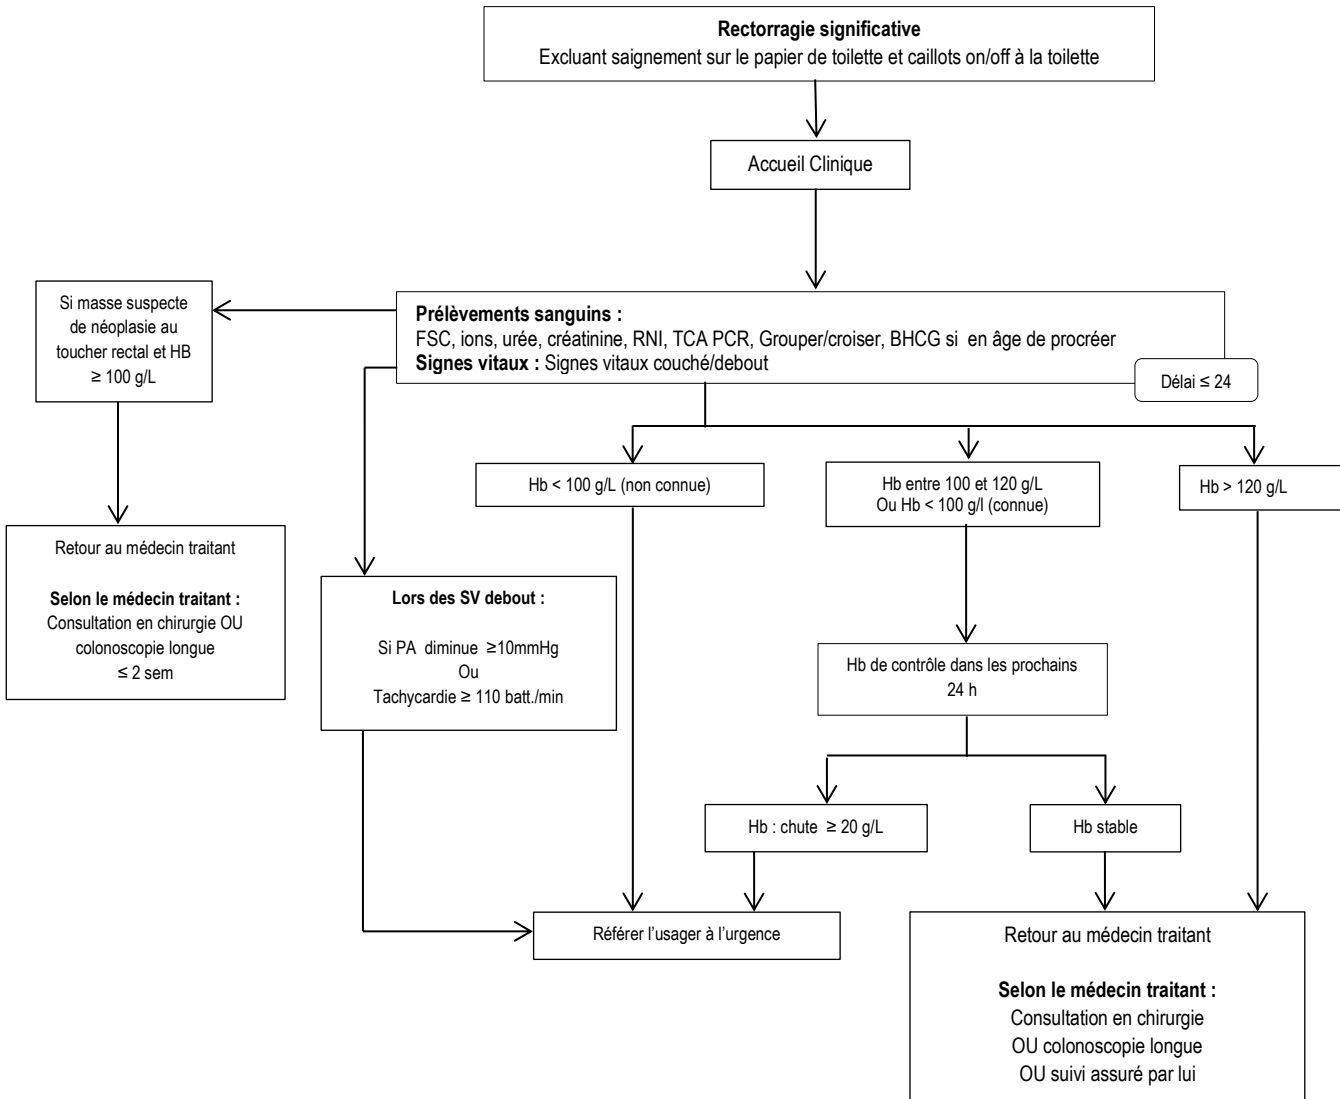 Rectorragie significative
Excluant saignement sur le papier de toilette et caillots on/off à la toilette
Accueil Clinique
Si masse suspecte
de néoplasie au
toucher rectal et HB
≥ 100 g/L
Prélèvements sanguins :
FSC, ions, urée, créatinine, RNI, TCA PCR, Grouper/croiser, BHCG si en âge de procréer
Signes vitaux : Signes vitaux couché/debout
Délai ≤ 24
Hb < 100 g/L (non connue)
Hb entre 100 et 120 g/L
Ou Hb < 100 g/l (connue)
Hb > 120 g/L
Retour au médecin traitant
Selon le médecin traitant :
Consultation en chirurgie OU
colonoscopie longue
≤ 2 sem
Lors des SV debout :
Si PA diminue ≥10mmHg
Ou
Tachycardie ≥ 110 batt./min
Hb de contrôle dans les prochains
24 h
Hb : chute ≥ 20 g/L
Hb stable
Référer l'usager à l'urgence
Retour au médecin traitant
Selon le médecin traitant :
Consultation en chirurgie
OU colonoscopie longue
OU suivi assuré par lui